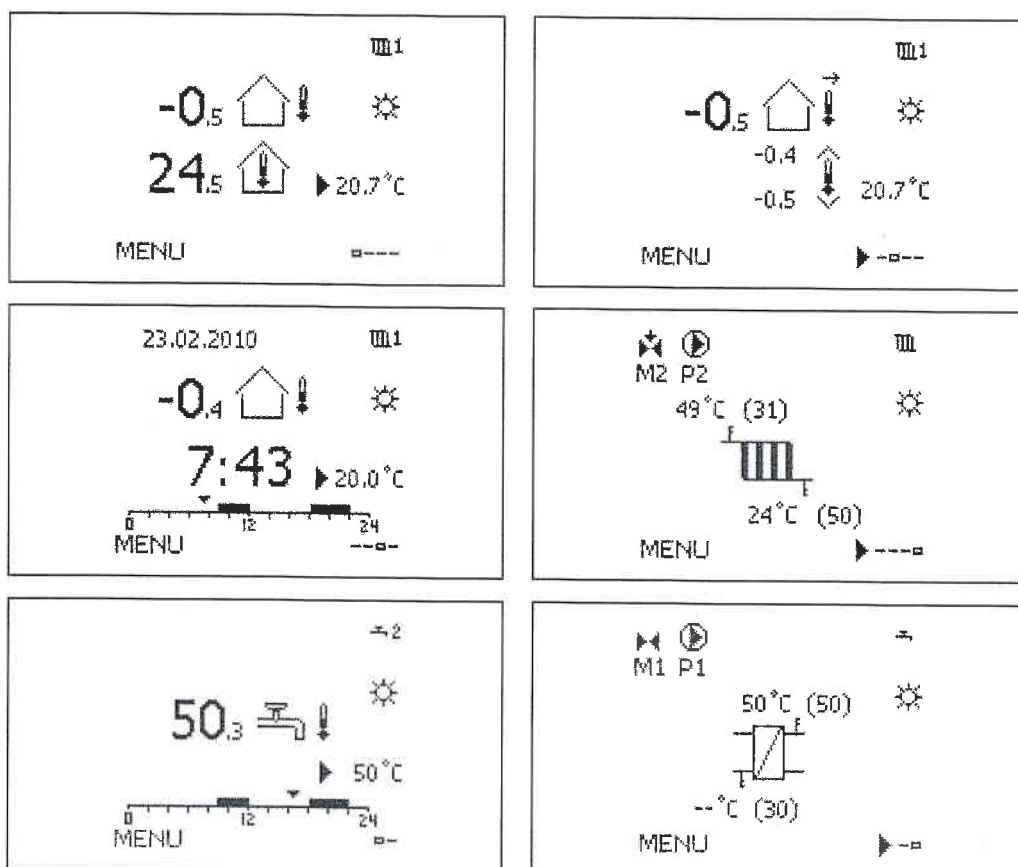 1
-0.5
24.5
20.7°C
MENU
1
-0.5
-0.4
-0.5
20.7°C
MENU
23.02.2010
1
-0.4
7:43
20.0°C
0 12 24
MENU
M2 P2
49°C (31)
24°C (50)
MENU
2
50.3
50°C
0 12 24
MENU
M1 P1
50°C (50)
--°C (30)
MENU